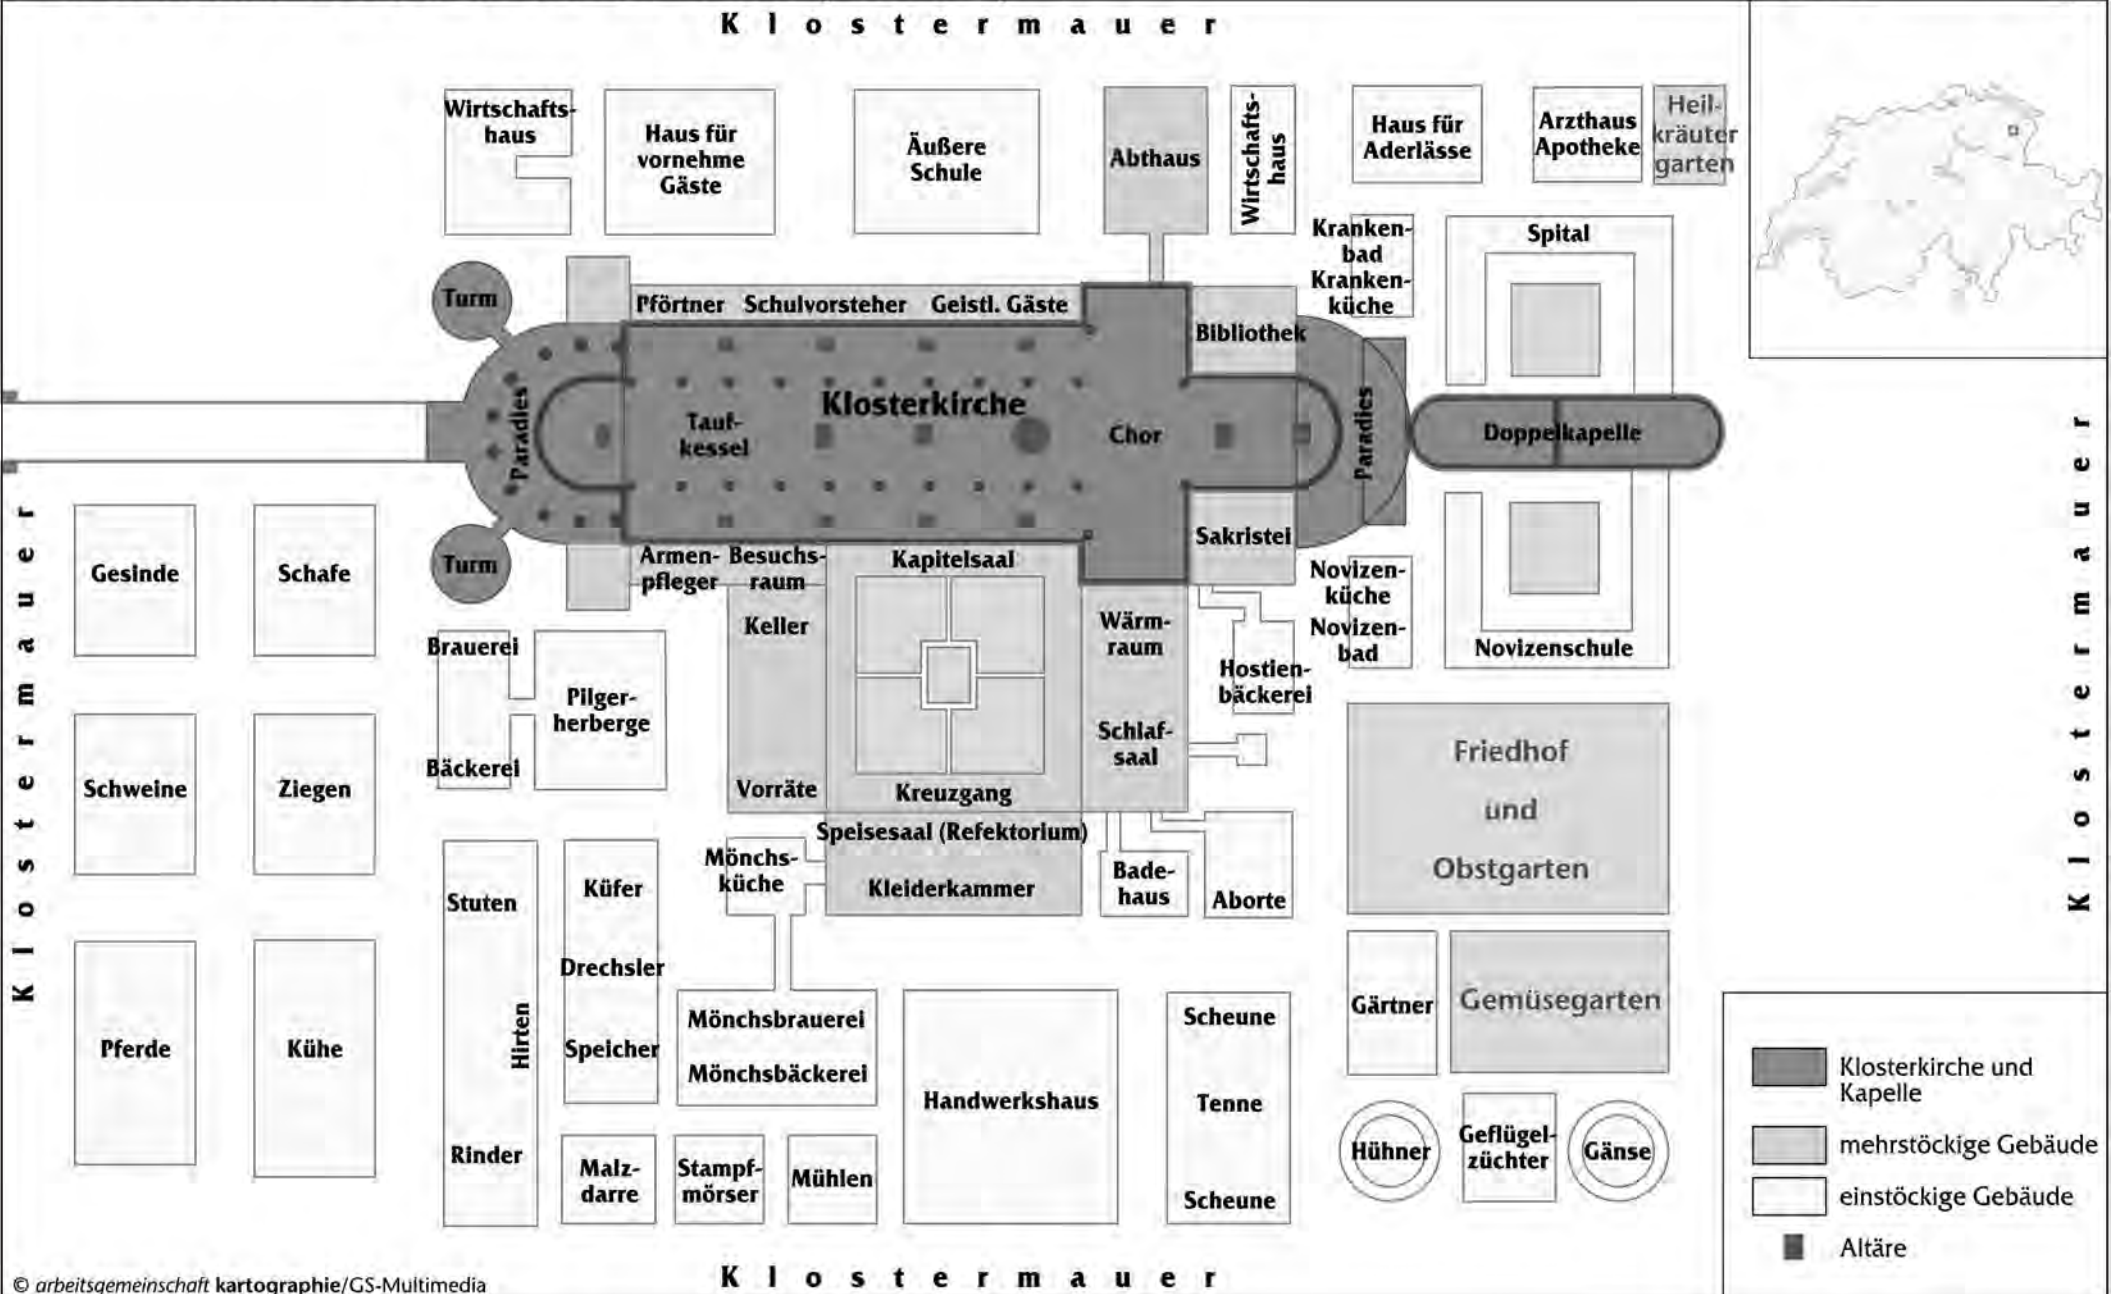 Klostermauer
Wirtschafts-
haus
Haus für
vornehme
Gäste
Äußere
Schule
Abthaus
Wirtschafts-
haus
Haus für
Aderlässe
Arzthaus
Apotheke
Heil-
kräuter
garten
Kranken-
bad
Kranken-
küche
Spital
Turm
Pförtner
Schulvorsteher
Geistl. Gäste
Bibliothek
Paradies
Tauf-
kessel
Klosterkirche
Chor
Paradies
Doppelkapelle
Klostermauer
Klostermauer
Turm
Armen-
pfleger
Besuchs-
raum
Kapitelsaal
Sakristei
Gesinde
Schafe
Novizen-
küche
Novizen-
bad
Novizenschule
Brauerei
Bäckerei
Pilger-
herberge
Keller
Vorräte
Kreuzgang
Wärm-
raum
Schlaf-
saal
Hostien-
bäckerei
Friedhof
und
Obstgarten
Schweine
Ziegen
Speisesaal (Refektorium)
Mönchs-
küche
Kleiderkammer
Bade-
haus
Aborte
Stuten
Hirten
Rinder
Küfer
Drechsler
Speicher
Pferde
Kühe
Mönchsbrauerei
Mönchsbäckerei
Handwerkshaus
Scheune
Tenne
Scheune
Gärtner
Gemüsegarten
Hühner
Geflügel-
züchter
Gänse
Malz-
darre
Stampf-
mörser
Mühlen
Klosterkirche und
Kapelle
mehrstöckige Gebäude
einstöckige Gebäude
Altäre
Klostermauer
© arbeitsgemeinschaft kartographie/GS-Multimedia